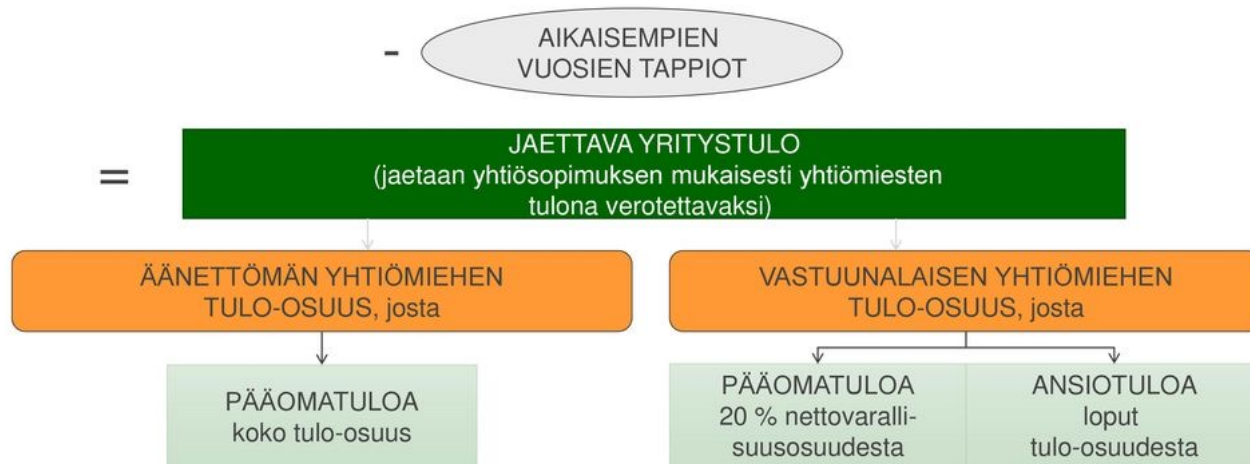 - AIKAISEMPIEN
VUOSIEN TAPPIOT
= JAETTAVA YRITYSTULO
(jaetaan yhtiösopimuksen mukaisesti yhtiömiesten
tulona verotettavaksi)
ÄÄNETTÖMÄN YHTIÖMIEHEN
TULO-OSUUS, josta
VASTUUNALAISEN YHTIÖMIEHEN
TULO-OSUUS, josta
PÄÄOMATULOA
koko tulo-osuus
PÄÄOMATULOA
20 % nettovaralli-
suusosuudesta
ANSIOTULOA
loput
tulo-osuudesta